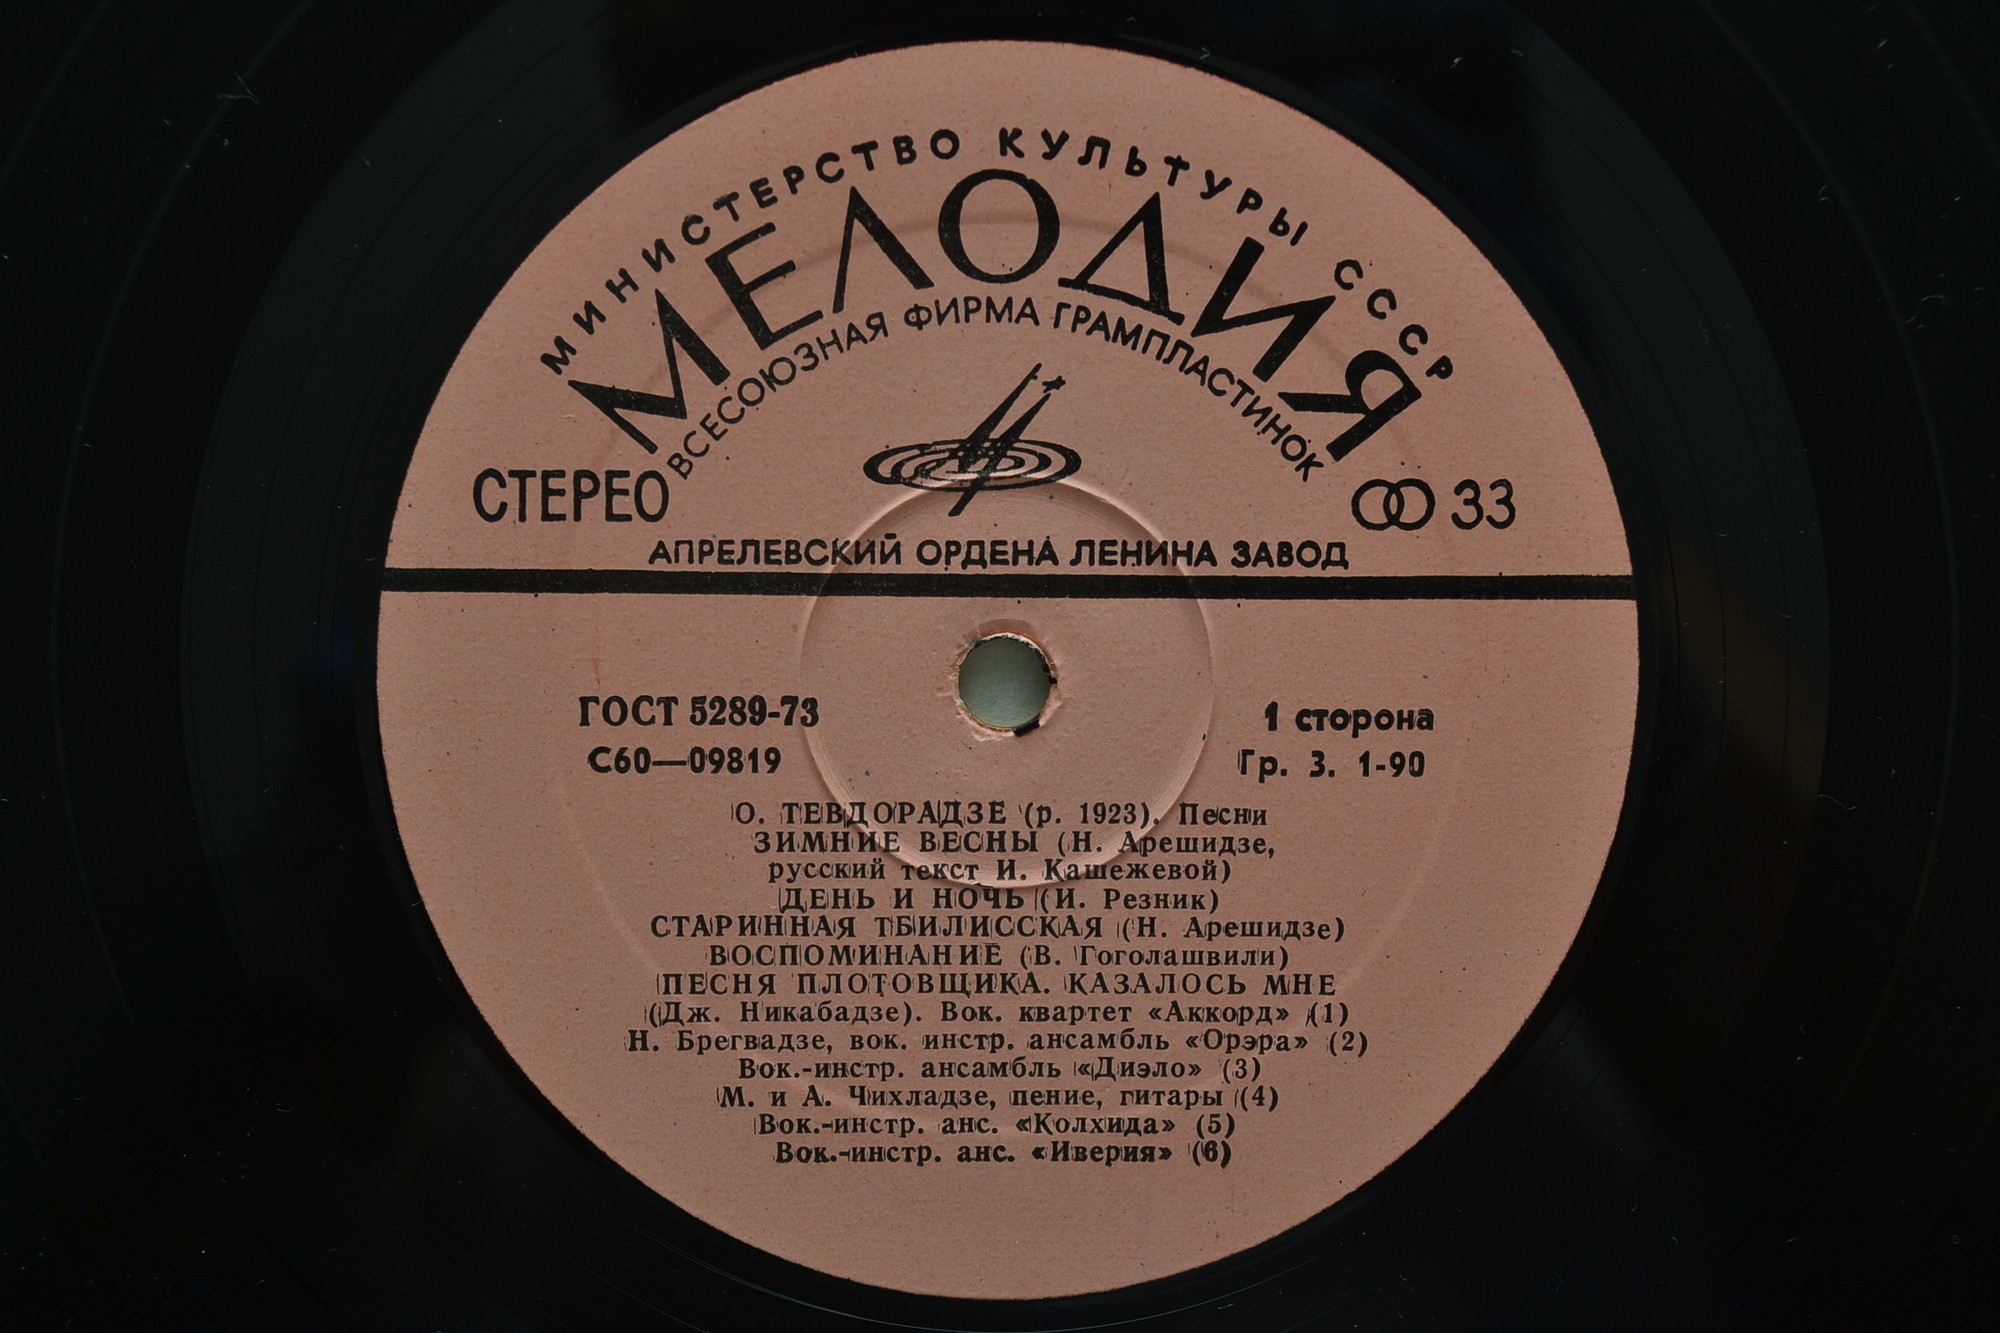 МИНИСТЕРСТВО КУЛЬТУРЫ СССР
МЕЛОДИЯ
ВСЕСОЮЗНАЯ ФИРМА ГРАМПЛАСТИНОК
СТЕРЕО 33
АПРЕЛЕВСКИЙ ОРДЕНА ЛЕНИНА ЗАВОД
ГОСТ 5289-73 1 сторона
С60—09819 Гр. 3. 1-90
О. ТЕВДОРАДЗЕ (р. 1923). Песни
ЗИМНИЕ ВЕСНЫ (Н. Арешидзе,
русский текст И. Кашежевой)
ДЕНЬ И НОЧЬ (И. Резник)
СТАРИННАЯ ТБИЛИССКАЯ (Н. Арешидзе)
ВОСПОМИНАНИЕ (В. Гоголашвили)
ПЕСНЯ ПЛОТОВЩИКА. КАЗАЛОСЬ МНЕ
(Дж. Никабадзе). Вок. квартет «Аккорд» (1)
Н. Брегвадзе, вок. инстр. ансамбль «Орэра» (2)
Вок.-инстр. ансамбль «Диэло» (3)
М. и А. Чихладзе, пение, гитары (4)
Вок.-инстр. анс. «Колхида» (5)
Вок.-инстр. анс. «Иверия» (6)